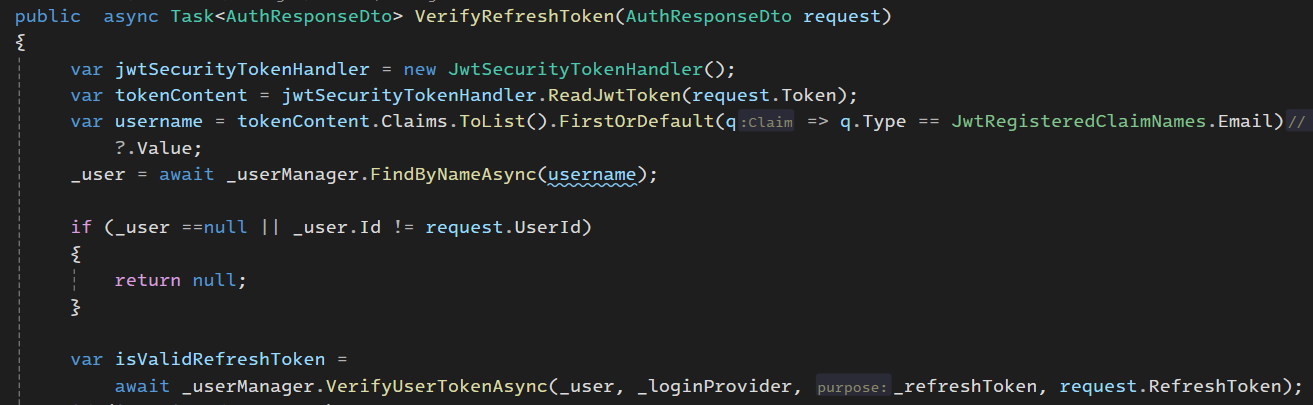 public  async Task<AuthResponseDto> VerifyRefreshToken(AuthResponseDto request)
{
    var jwtSecurityTokenHandler = new JwtSecurityTokenHandler();
    var tokenContent = jwtSecurityTokenHandler.ReadJwtToken(request.Token);
    var username = tokenContent.Claims.ToList().FirstOrDefault(q :Claim => q.Type == JwtRegisteredClaimNames.Email)//
        ?.Value;
    _user = await _userManager.FindByNameAsync(username);
    if (_user ==null || _user.Id != request.UserId)
    {
        return null;
    }
    var isValidRefreshToken =
        await _userManager.VerifyUserTokenAsync(_user, _loginProvider, purpose: _refreshToken, request.RefreshToken);